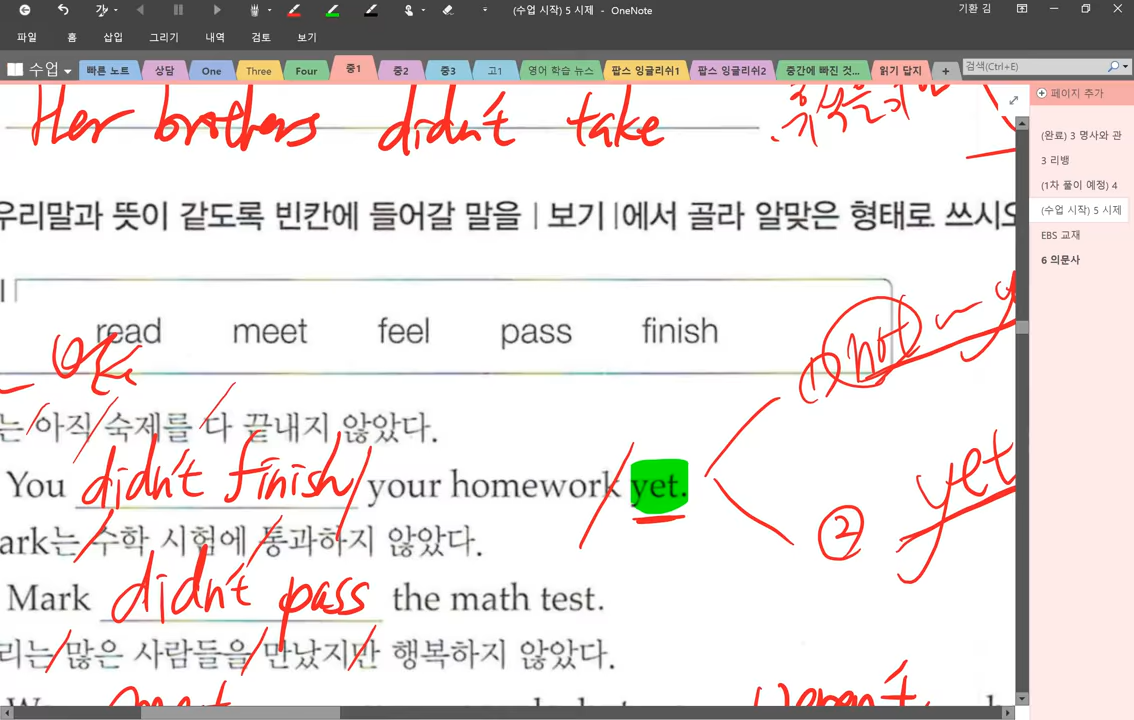 (수업 시작) 5 시제 - OneNote
기환 김
파일 홈 삽입 그리기 내역 검토 보기
수업 빠른 노트 상담 One Three Four 중1 중2 중3 고1 영어 학습 뉴스 팝스 잉글리쉬1 팝스 잉글리쉬2 중간에 빠진 것... 읽기 답지 + 검색(Ctrl+E)
페이지 추가
(완료) 3 명사와 관
3 리뱅
(1차 풀이 예정) 4
(수업 시작) 5 시제
EBS 교재
6 의문사
Her brothers didn't take
우리말과 뜻이 같도록 빈칸에 들어갈 말을 |보기|에서 골라 알맞은 형태로 쓰시오
read meet feel pass finish
① not ~ y
는 아직 숙제를 다 끝내지 않았다.
You didn't finish your homework yet.
② yet
ark는 수학 시험에 통과하지 않았다.
Mark didn't pass the math test.
리는 많은 사람들을 만났지만 행복하지 않았다.
met weren't